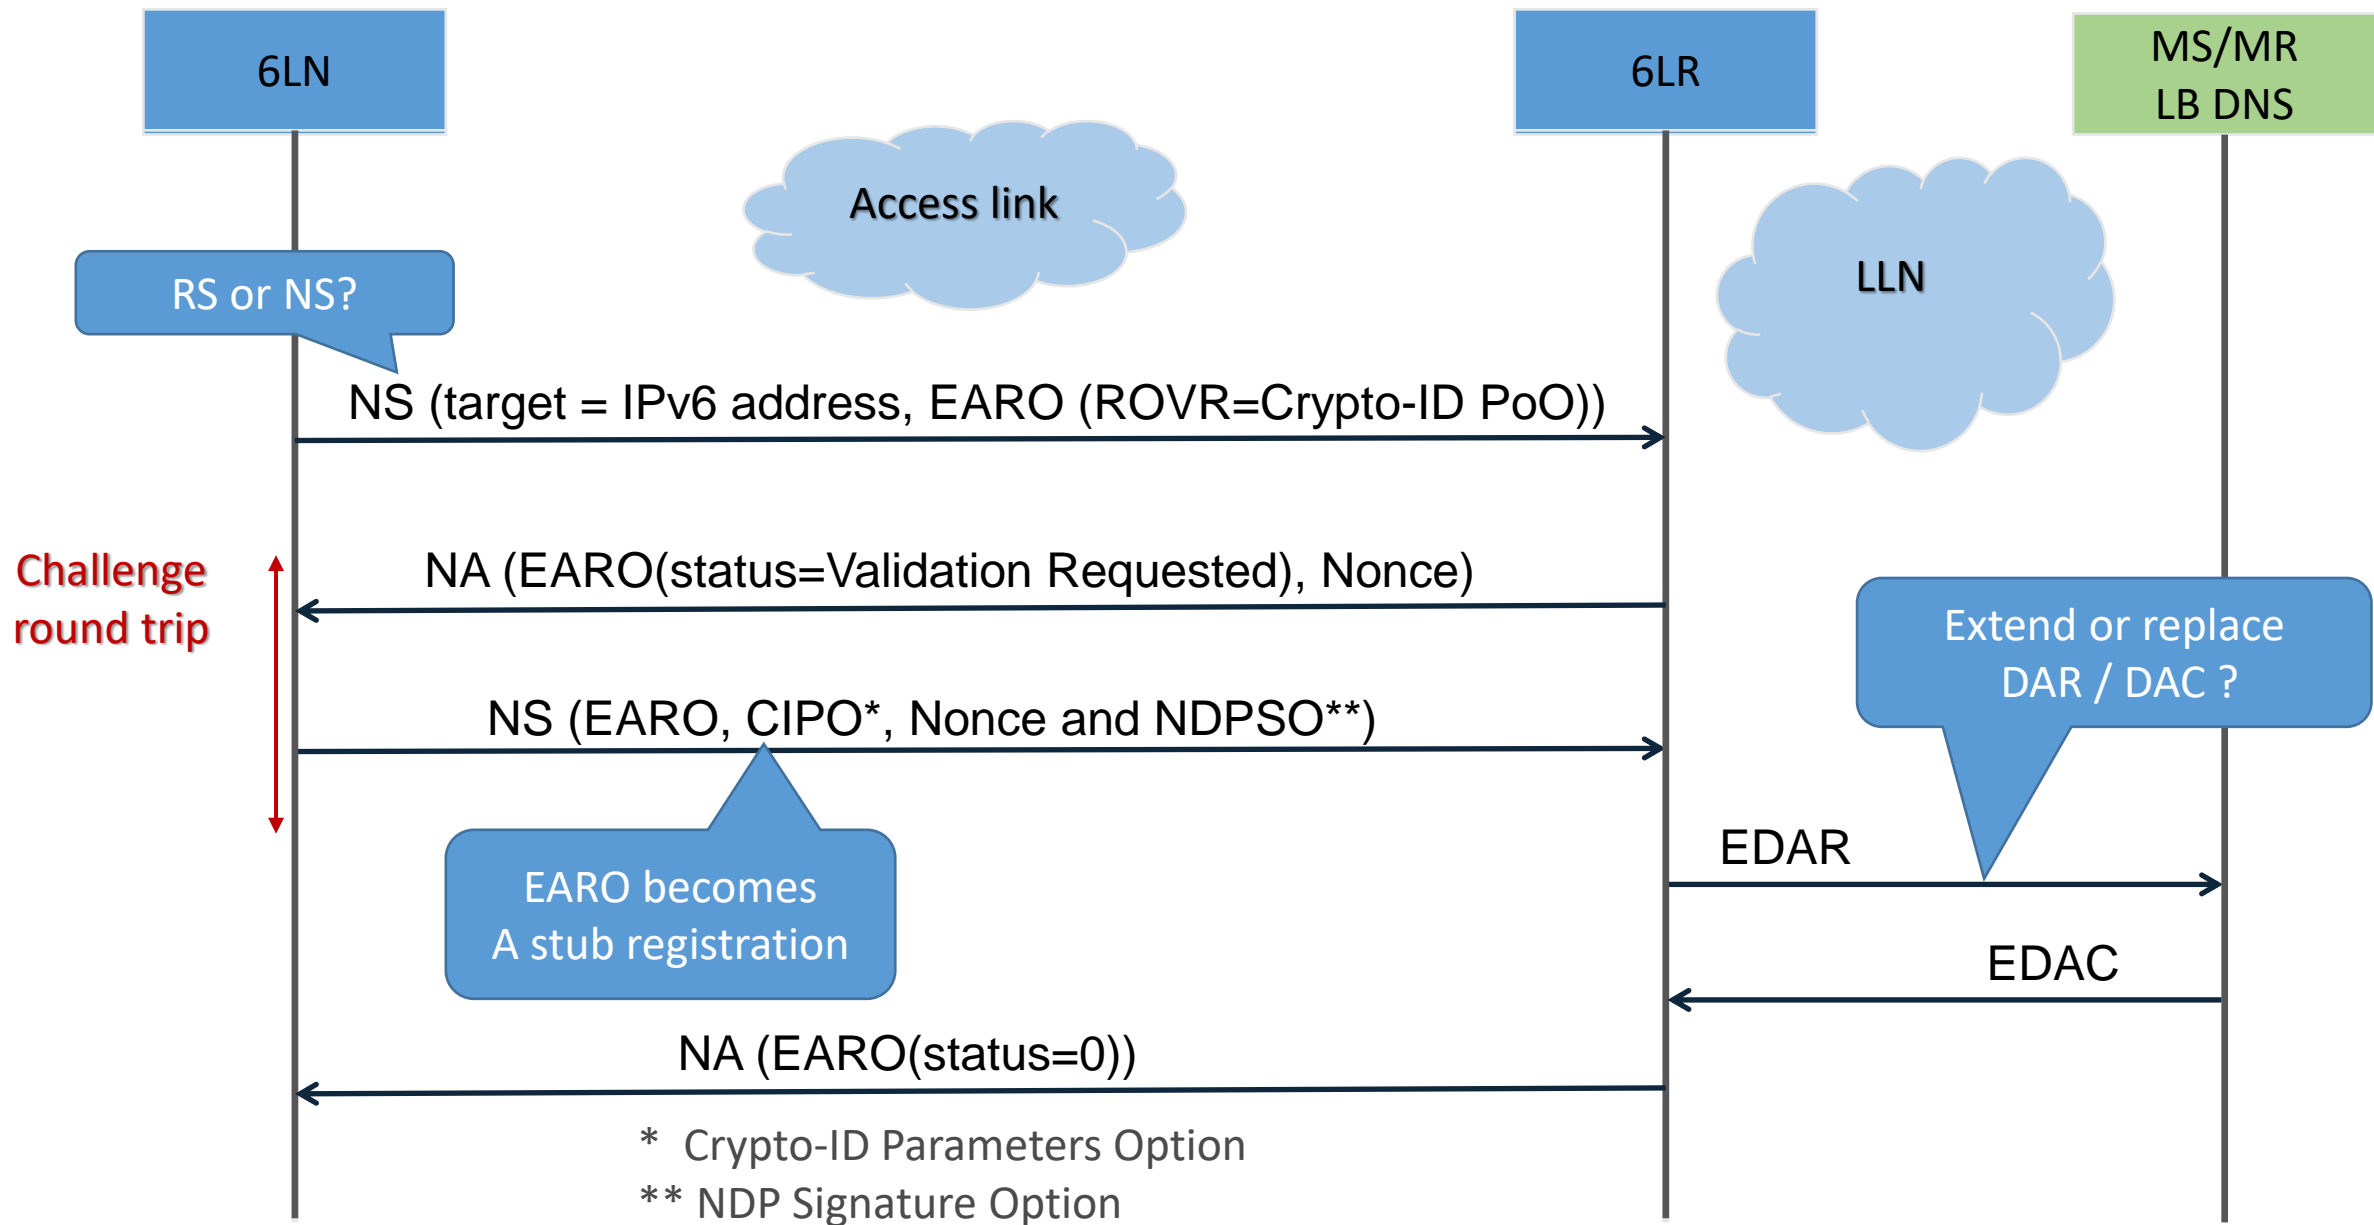 6LN
6LR
MS/MR
LB DNS
Access link
LLN
RS or NS?
NS (target = IPv6 address, EARO (ROVR=Crypto-ID PoO))
Challenge
round trip
NA (EARO(status=Validation Requested), Nonce)
Extend or replace
DAR / DAC ?
NS (EARO, CIPO*, Nonce and NDPSO**)
EARO becomes
A stub registration
EDAR
EDAC
NA (EARO(status=0))
* Crypto-ID Parameters Option
** NDP Signature Option